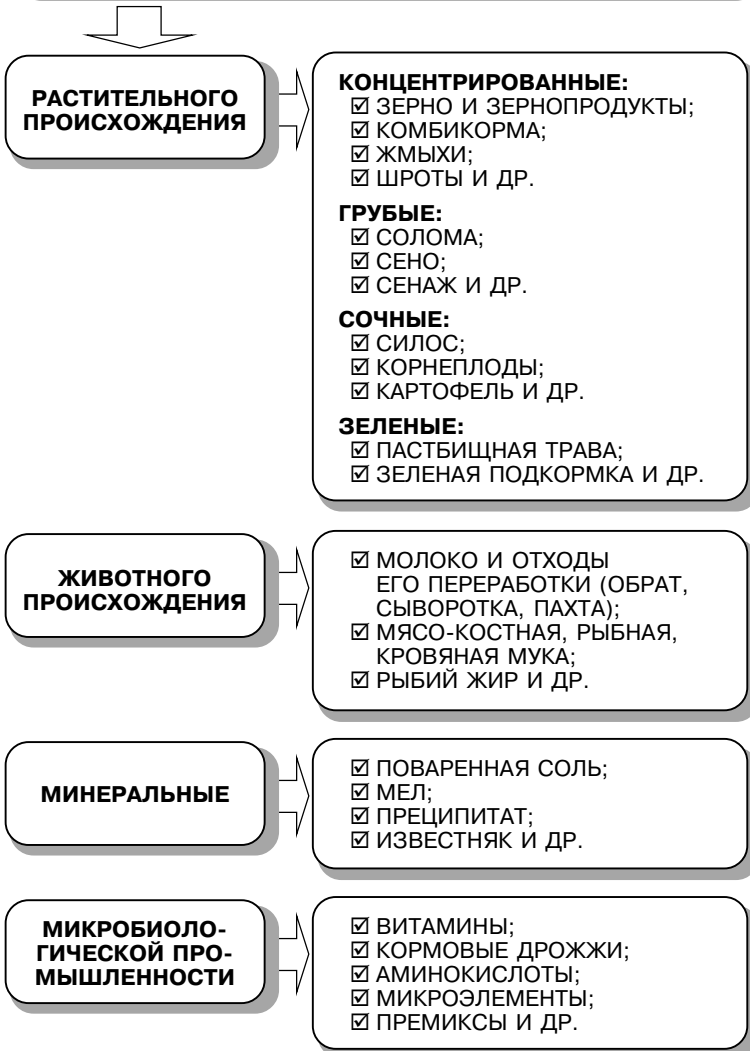 РАСТИТЕЛЬНОГО
ПРОИСХОЖДЕНИЯ
КОНЦЕНТРИРОВАННЫЕ:
☑ ЗЕРНО И ЗЕРНОПРОДУКТЫ;
☑ КОМБИКОРМА;
☑ ЖМЫХИ;
☑ ШРОТЫ И ДР.
ГРУБЫЕ:
☑ СОЛОМА;
☑ СЕНО;
☑ СЕНАЖ И ДР.
СОЧНЫЕ:
☑ СИЛОС;
☑ КОРНЕПЛОДЫ;
☑ КАРТОФЕЛЬ И ДР.
ЗЕЛЕНЫЕ:
☑ ПАСТБИЩНАЯ ТРАВА;
☑ ЗЕЛЕНАЯ ПОДКОРМКА И ДР.
ЖИВОТНОГО
ПРОИСХОЖДЕНИЯ
☑ МОЛОКО И ОТХОДЫ
ЕГО ПЕРЕРАБОТКИ (ОБРАТ,
СЫВОРОТКА, ПАХТА);
☑ МЯСО-КОСТНАЯ, РЫБНАЯ,
КРОВЯНАЯ МУКА;
☑ РЫБИЙ ЖИР И ДР.
МИНЕРАЛЬНЫЕ
☑ ПОВАРЕННАЯ СОЛЬ;
☑ МЕЛ;
☑ ПРЕЦИПИТАТ;
☑ ИЗВЕСТНЯК И ДР.
МИКРОБИОЛО-
ГИЧЕСКОЙ ПРО-
МЫШЛЕННОСТИ
☑ ВИТАМИНЫ;
☑ КОРМОВЫЕ ДРОЖЖИ;
☑ АМИНОКИСЛОТЫ;
☑ МИКРОЭЛЕМЕНТЫ;
☑ ПРЕМИКСЫ И ДР.